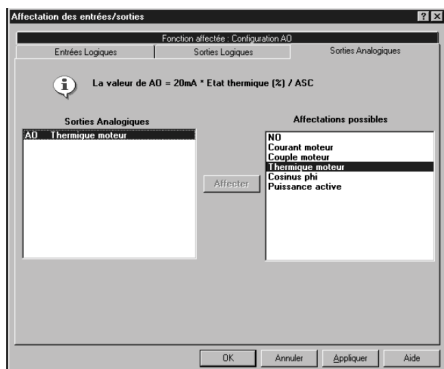 Affectation des entrées/sorties
Fonction affectée : Configuration AO
Entrées Logiques
Sorties Logiques
Sorties Analogiques
La valeur de AO = 20mA * Etat thermique (%) / ASC
Sorties Analogiques
AO Thermique moteur
Affecter
Affectations possibles
NO
Courant moteur
Couple moteur
Thermique moteur
Cosinus phi
Puissance active
OK
Annuler
Appliquer
Aide